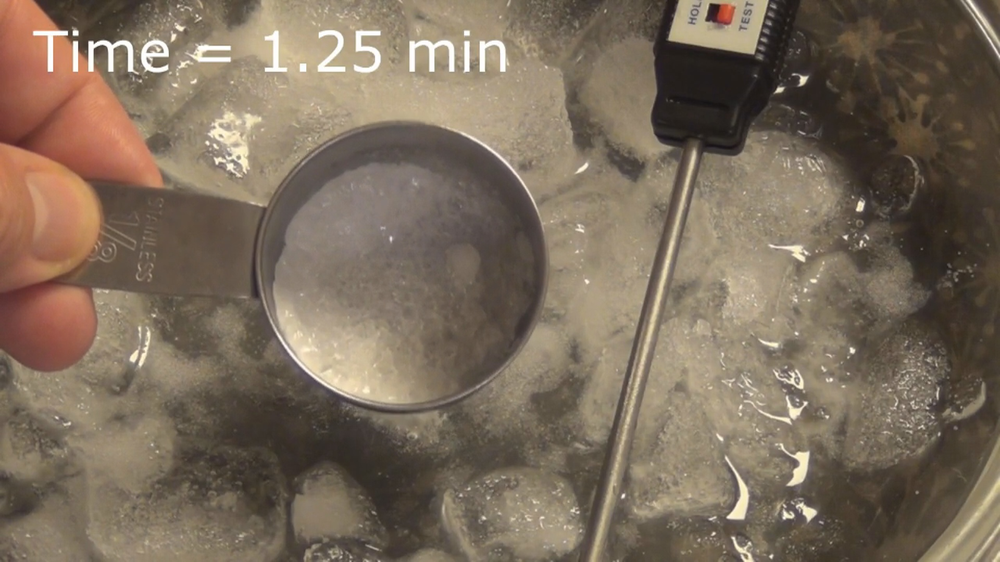 Time = 1.25 min
HOL
TEST
STAINLESS
1/8